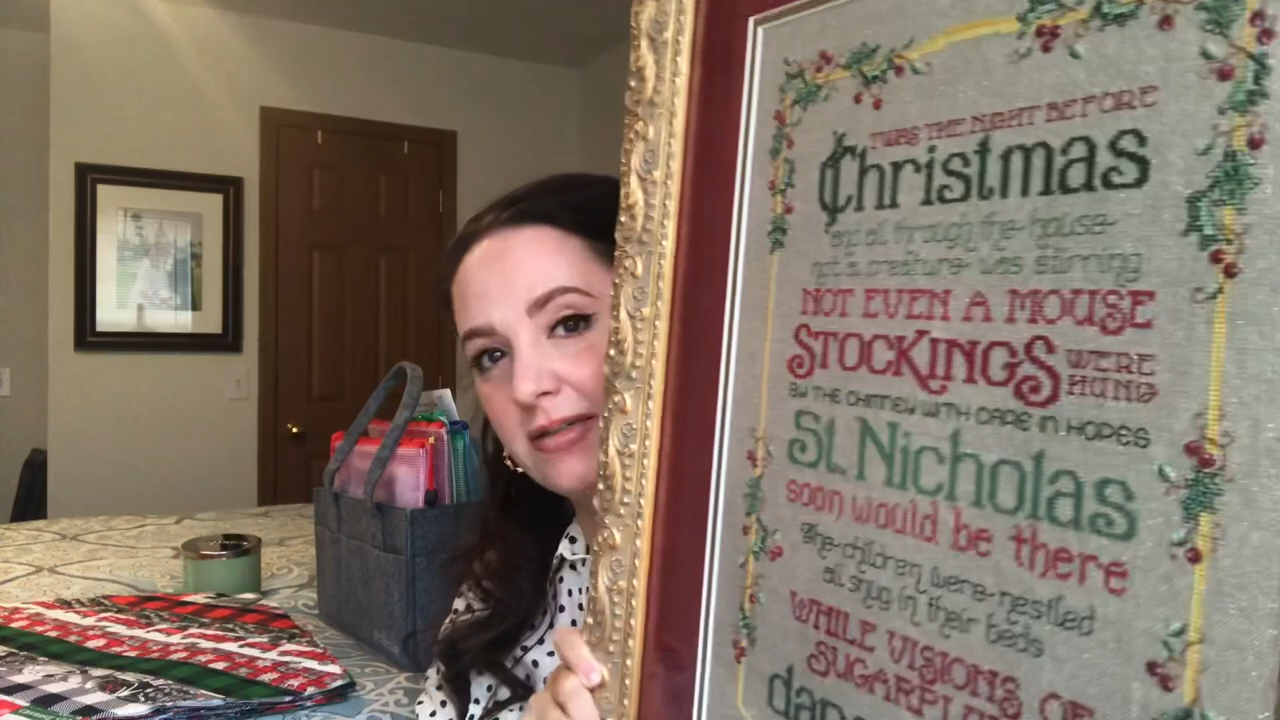 'TWAS THE NIGHT BEFORE
Christmas
and all through the house
not a creature was stirring
NOT EVEN A MOUSE
STOCKINGS WERE HUNG
BY THE CHIMNEY WITH CARE IN HOPES
St. Nicholas
soon would be there
The children were nestled
all snug in their beds
WHILE VISIONS OF